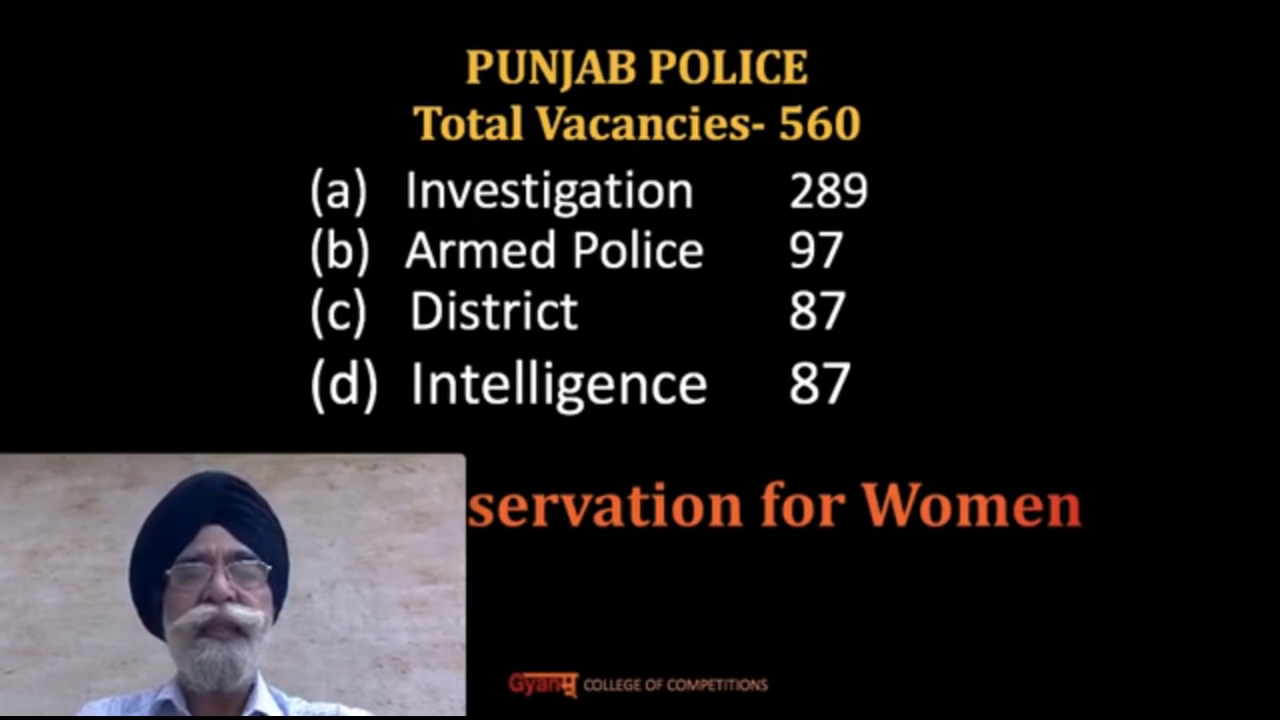 PUNJAB POLICE
Total Vacancies- 560
(a) Investigation 289
(b) Armed Police 97
(c) District 87
(d) Intelligence 87
servation for Women
Gyanम् COLLEGE OF COMPETITIONS